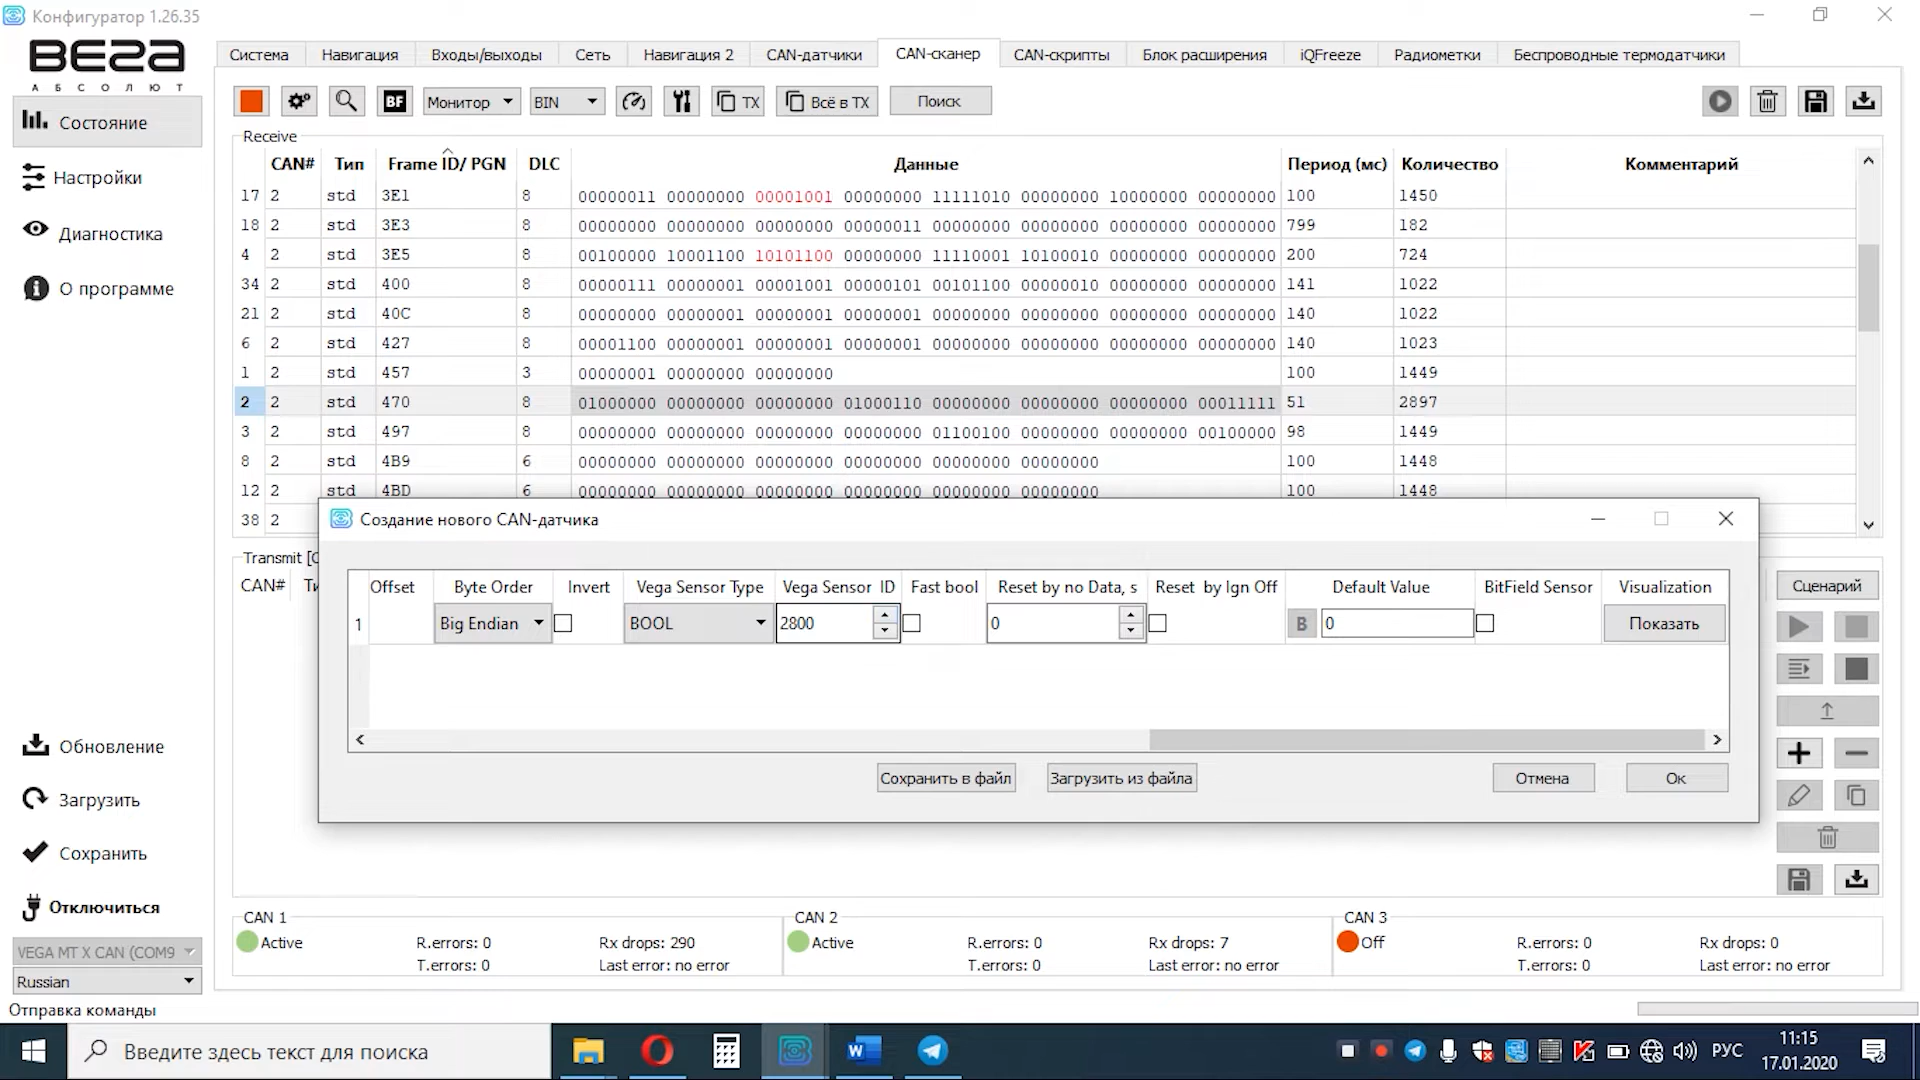 Конфигуратор 1.26.35
ВЕГА
АБСОЛЮТ
Состояние
Настройки
Диагностика
О программе
Обновление
Загрузить
Сохранить
Отключиться
VEGA MT X CAN (COM9
Russian
Отправка команды
Система Навигация Входы/выходы Сеть Навигация 2 CAN-датчики CAN-сканер CAN-скрипты Блок расширения iQFreeze Радиометки Беспроводные термодатчики
BF Монитор BIN TX Всё в TX Поиск
Receive
CAN# Тип Frame ID/ PGN DLC Данные Период (мс) Количество Комментарий
17 2 std 3E1 8 00000011 00000000 00001001 00000000 11111010 00000000 10000000 00000000 100 1450
18 2 std 3E3 8 00000000 00000000 00000000 00000011 00000000 00000000 00000000 00000000 799 182
4 2 std 3E5 8 00100000 10001100 10101100 00000000 11110001 10100010 00000000 00000000 200 724
34 2 std 400 8 00000111 00000001 00001001 00000101 00101100 00000010 00000000 00000000 141 1022
21 2 std 40C 8 00000000 00000001 00000001 00000001 00000000 00000000 00000000 00000000 140 1022
6 2 std 427 8 00001100 00000001 00000001 00000001 00000000 00000000 00000000 00000000 140 1023
1 2 std 457 3 00000001 00000000 00000000 100 1449
2 2 std 470 8 01000000 00000000 00000000 01000110 00000000 00000000 00000000 00011111 51 2897
3 2 std 497 8 00000000 00000000 00000000 00000000 01100100 00000000 00000000 00100000 98 1449
8 2 std 4B9 6 00000000 00000000 00000000 00000000 00000000 00000000 100 1448
12 2 std 4BD 6 00000000 00000000 00000000 00000000 00000000 00000000 100 1448
38 2
Transmit [
CAN#
Создание нового CAN-датчика
Offset Byte Order Invert Vega Sensor Type Vega Sensor ID Fast bool Reset by no Data, s Reset by Ign Off Default Value BitField Sensor Visualization
1 Big Endian BOOL 2800 0 B 0 Показать
Сохранить в файл Загрузить из файла Отмена Ок
Сценарий
CAN 1
Active R.errors: 0 Rx drops: 290
T.errors: 0 Last error: no error
CAN 2
Active R.errors: 0 Rx drops: 7
T.errors: 0 Last error: no error
CAN 3
Off R.errors: 0 Rx drops: 0
T.errors: 0 Last error: no error
Введите здесь текст для поиска
РУС
11:15
17.01.2020